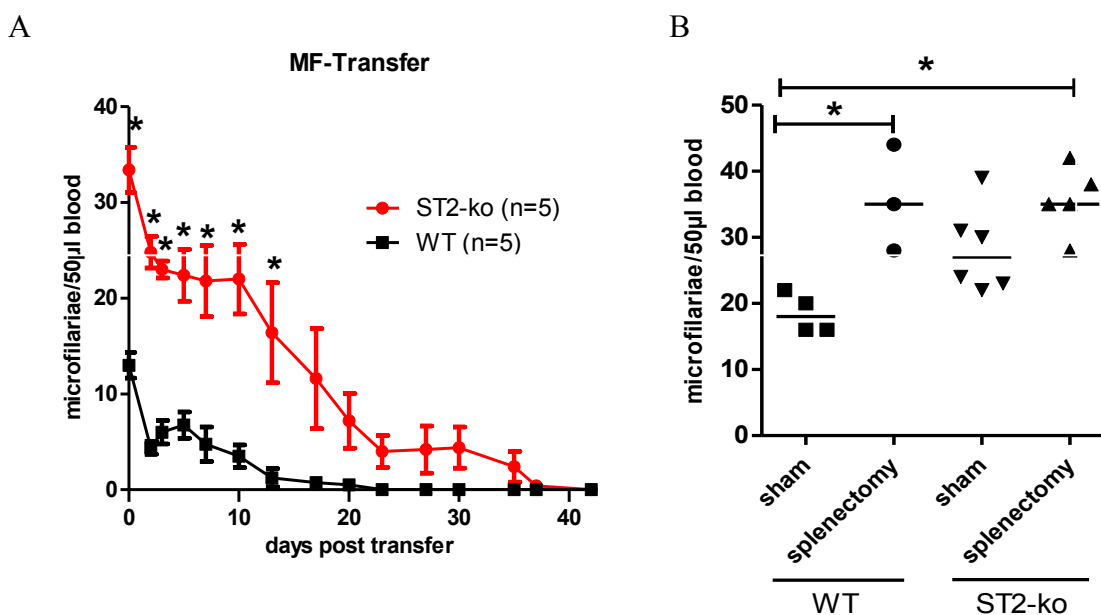 A
MF-Transfer
microfilariae/50µl blood
40
30
20
10
0
* * * * * * *
ST2-ko (n=5)
WT (n=5)
0 10 20 30 40
days post transfer
B
microfilariae/50µl blood
50
40
30
20
10
0
*
*
sham
splenectomy
sham
splenectomy
WT
ST2-ko